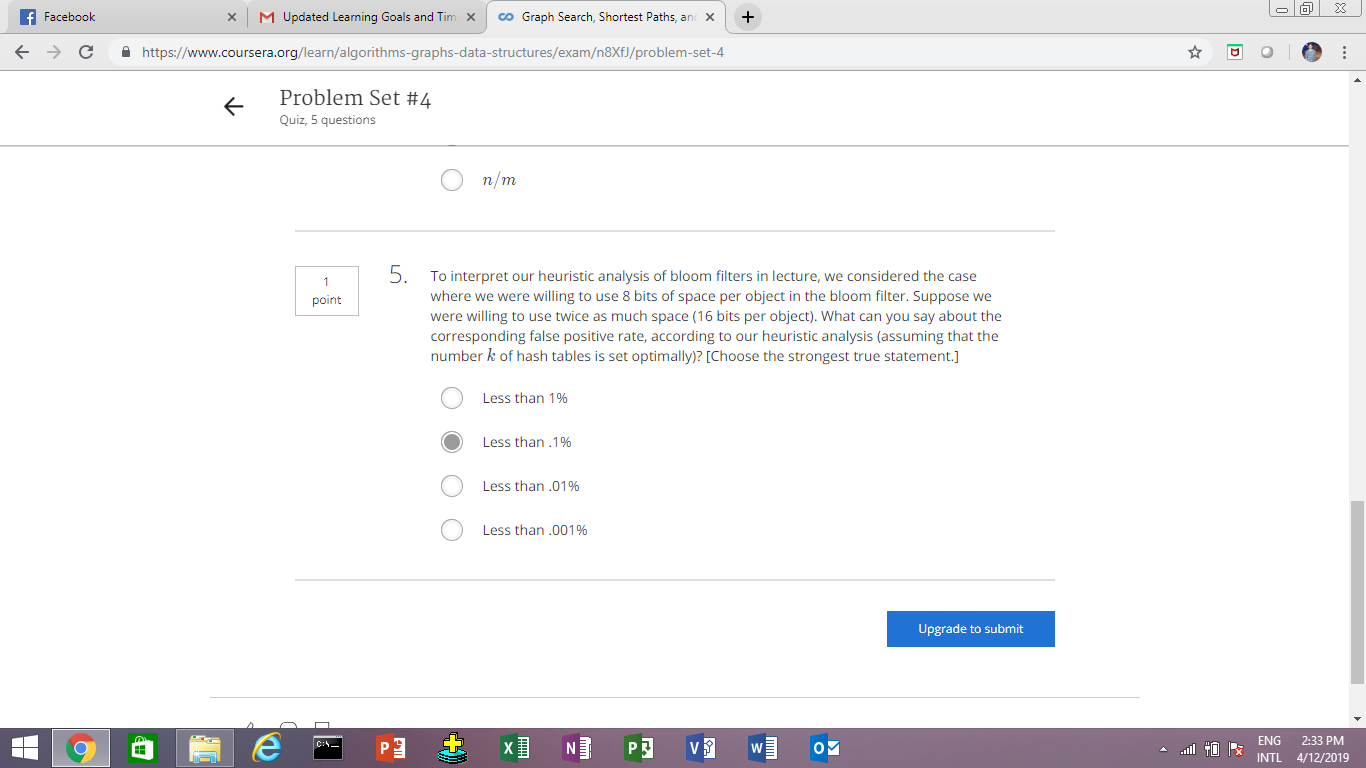 Facebook
Updated Learning Goals and Tim
Graph Search, Shortest Paths, an
https://www.coursera.org/learn/algorithms-graphs-data-structures/exam/n8XfJ/problem-set-4
Problem Set #4
Quiz, 5 questions
n/m
1
point
5.
To interpret our heuristic analysis of bloom filters in lecture, we considered the case
where we were willing to use 8 bits of space per object in the bloom filter. Suppose we
were willing to use twice as much space (16 bits per object). What can you say about the
corresponding false positive rate, according to our heuristic analysis (assuming that the
number k of hash tables is set optimally)? [Choose the strongest true statement.]
Less than 1%
Less than .1%
Less than .01%
Less than .001%
Upgrade to submit
ENG
INTL
2:33 PM
4/12/2019